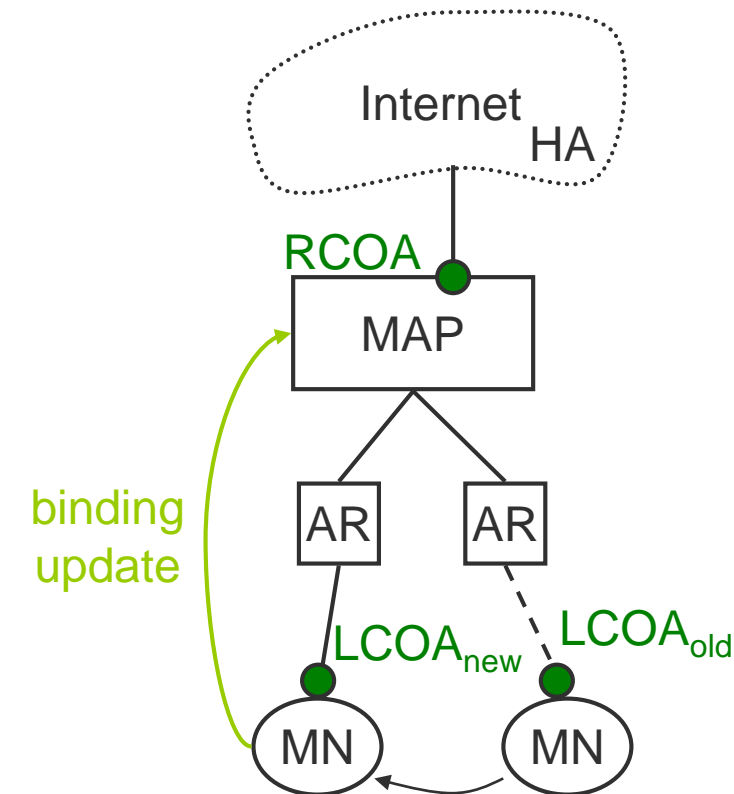 Internet
HA
RCOA
MAP
binding
update
AR
AR
LCOAnew
LCOAold
MN
MN